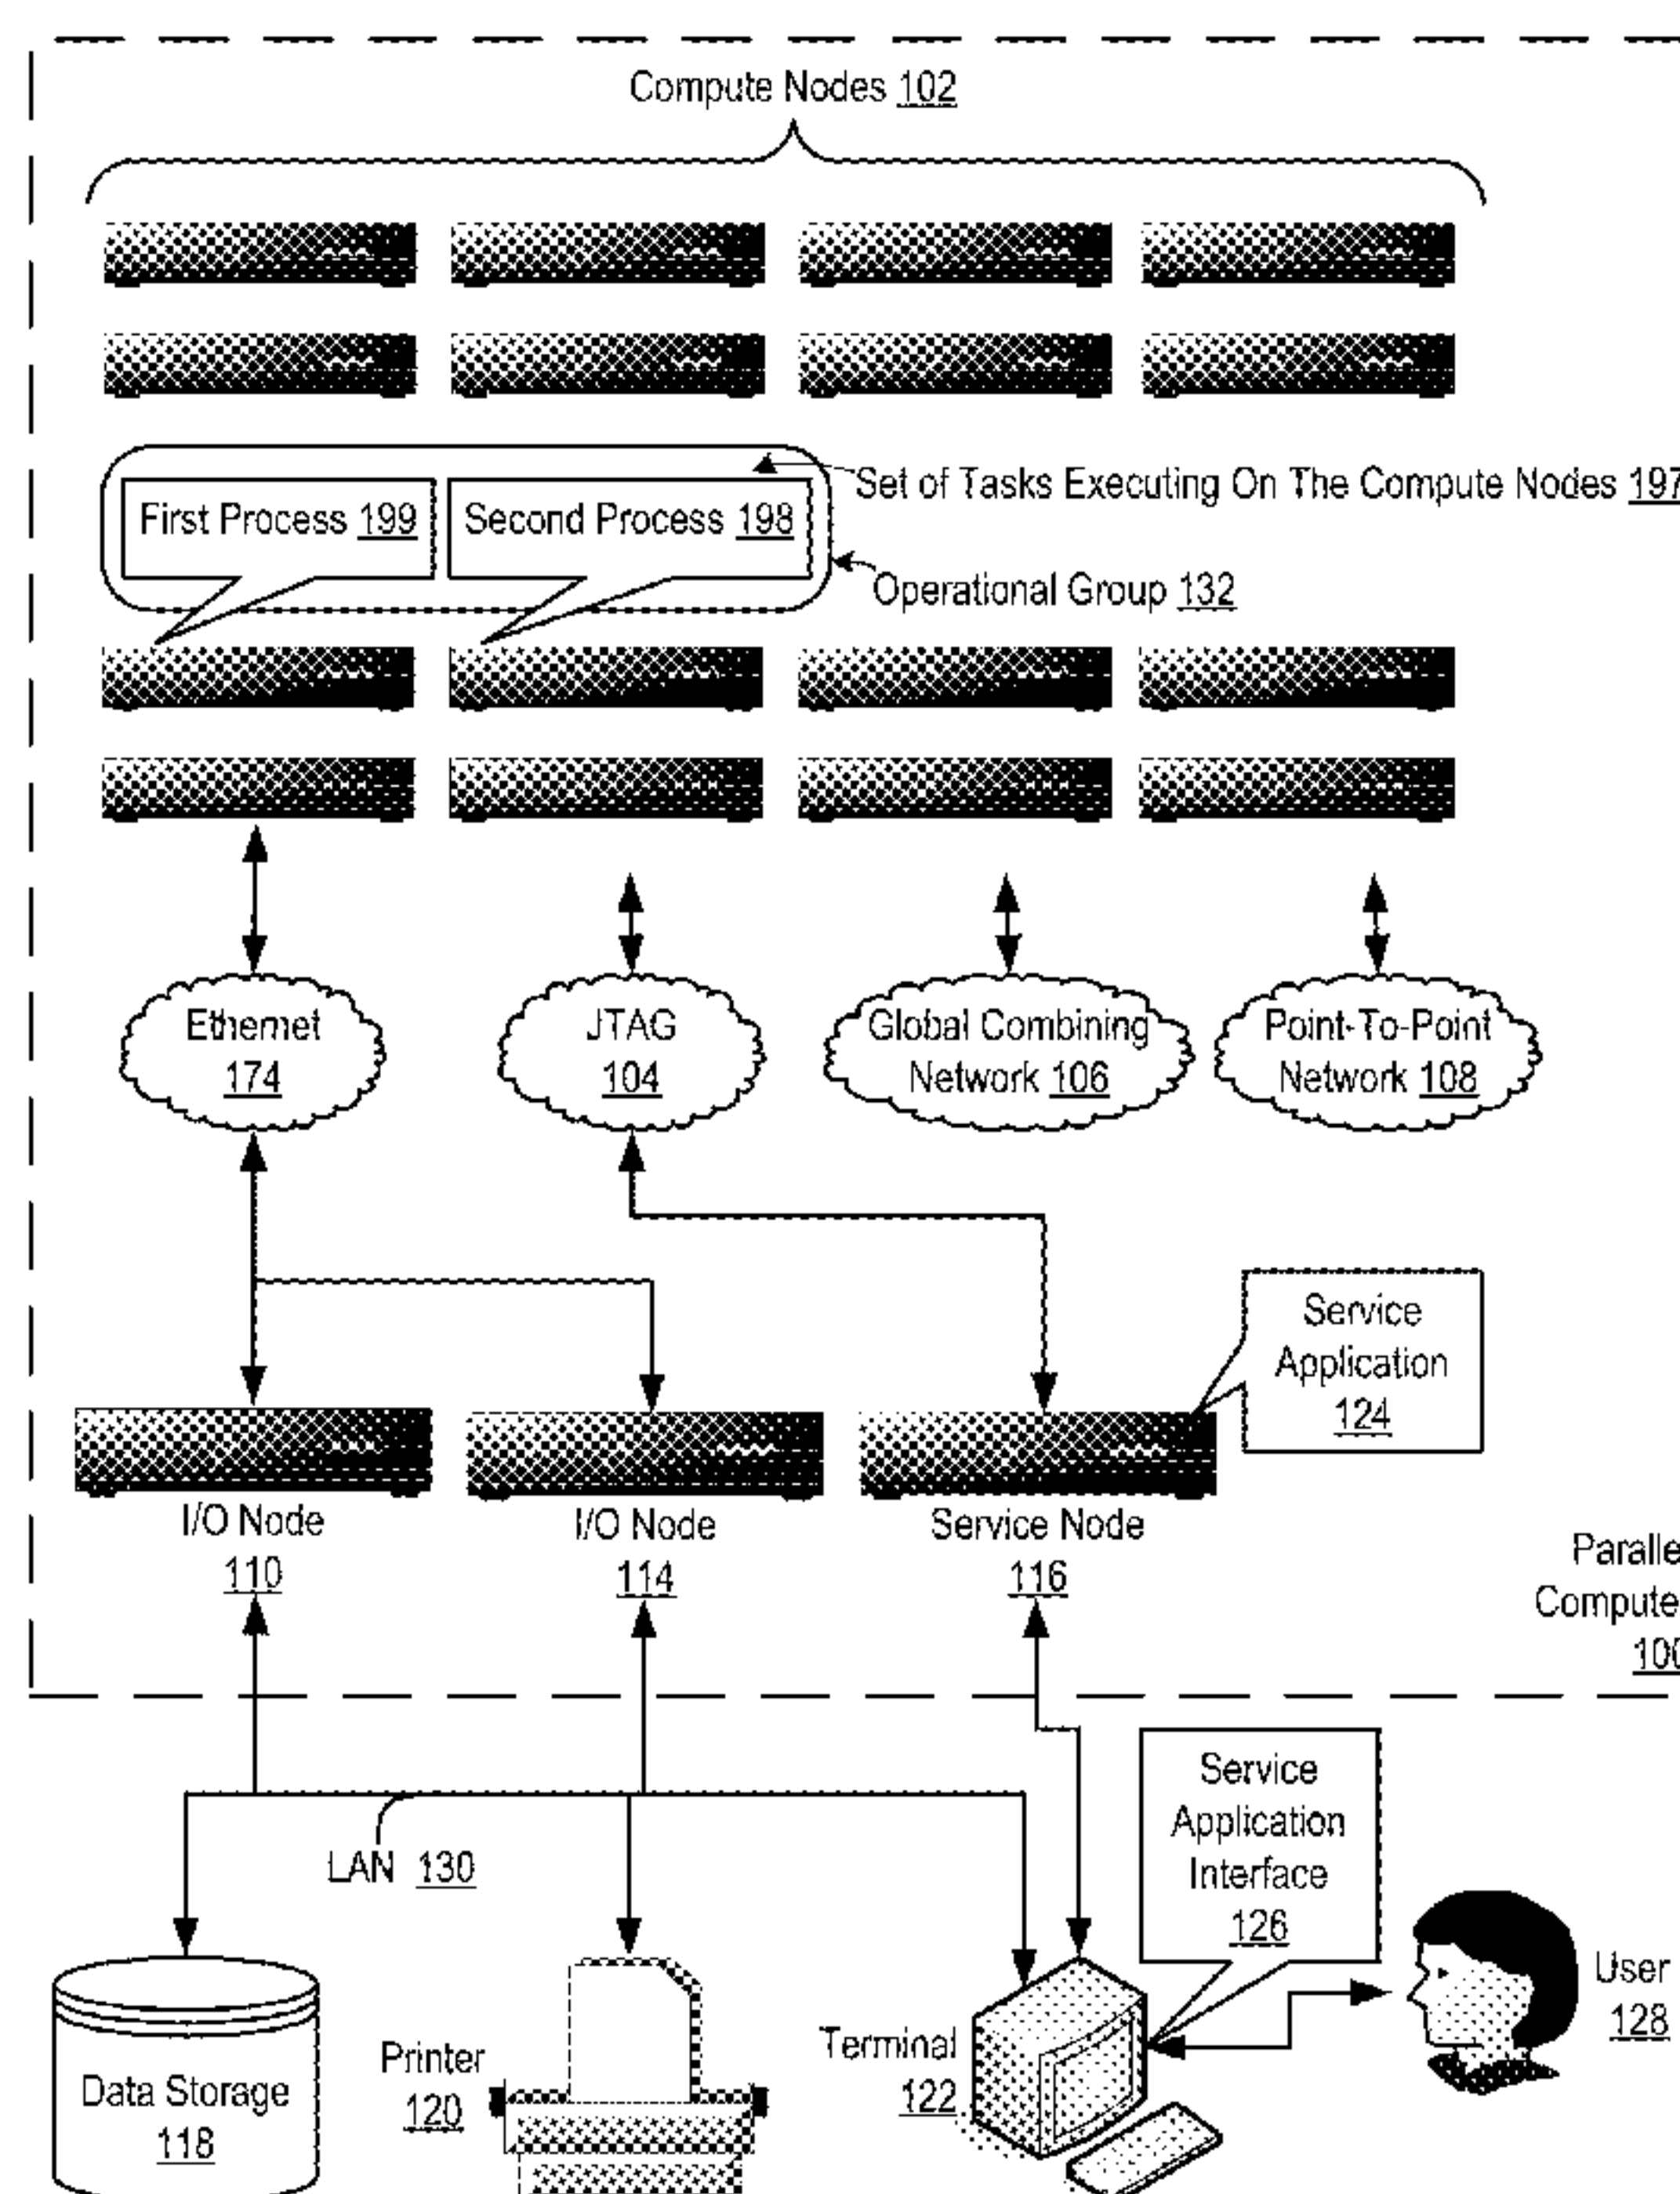 Compute Nodes 102
Set of Tasks Executing On The Compute Nodes 197
First Process 199
Second Process 198
Operational Group 132
Ethernet
174
JTAG
104
Global Combining
Network 106
Point-To-Point
Network 108
Service
Application
124
I/O Node
110
I/O Node
114
Service Node
116
Paralle
Compute
100
Service
Application
Interface
126
LAN 130
User
128
Terminal
122
Printer
120
Data Storage
118